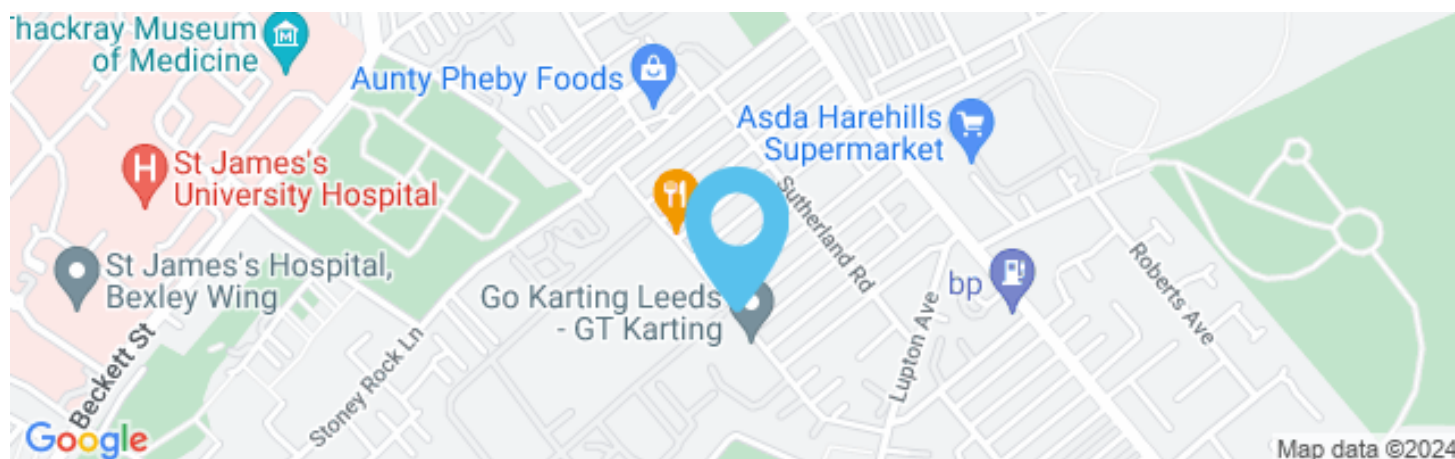 Thackray Museum
of Medicine
Aunty Pheby Foods
Asda Harehills
Supermarket
H
St James's
University Hospital
Sutherland Rd
St James's Hospital,
Bexley Wing
Go Karting Leeds
- GT Karting
bp
Roberts Ave
Lupton Ave
Beckett St
Stoney Rock Ln
Google
Map data ©2024